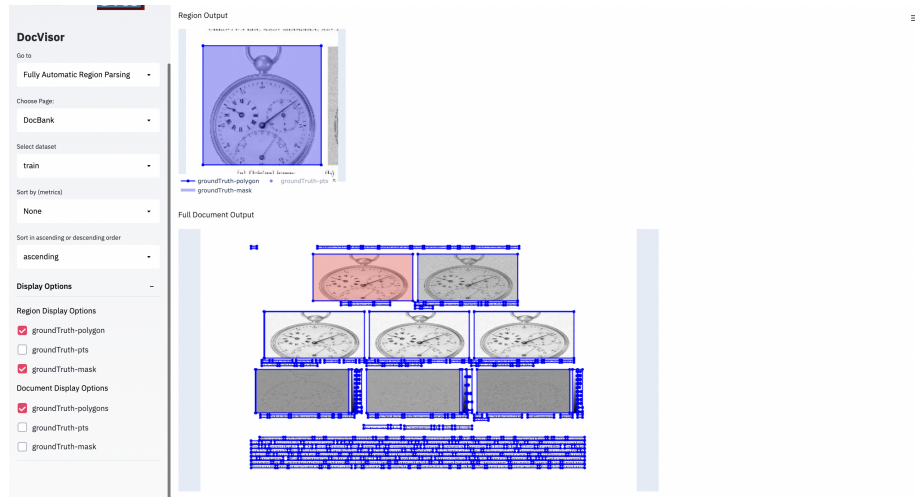 DocVisor
Go to
Fully Automatic Region Parsing
Choose Page:
DocBank
Select dataset
train
Sort by (metrics)
None
Sort in ascending or descending order
ascending
Display Options
Region Display Options
groundTruth-polygon
groundTruth-pts
groundTruth-mask
Document Display Options
groundTruth-polygons
groundTruth-pts
groundTruth-mask
Region Output
groundTruth-polygon
groundTruth-pts
groundTruth-mask
Full Document Output